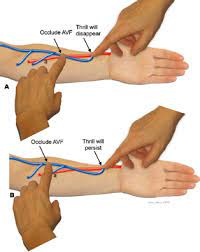 Occlude AVF
Thrill will
disappear
A
Occlude AVF
Thrill will
persist
B